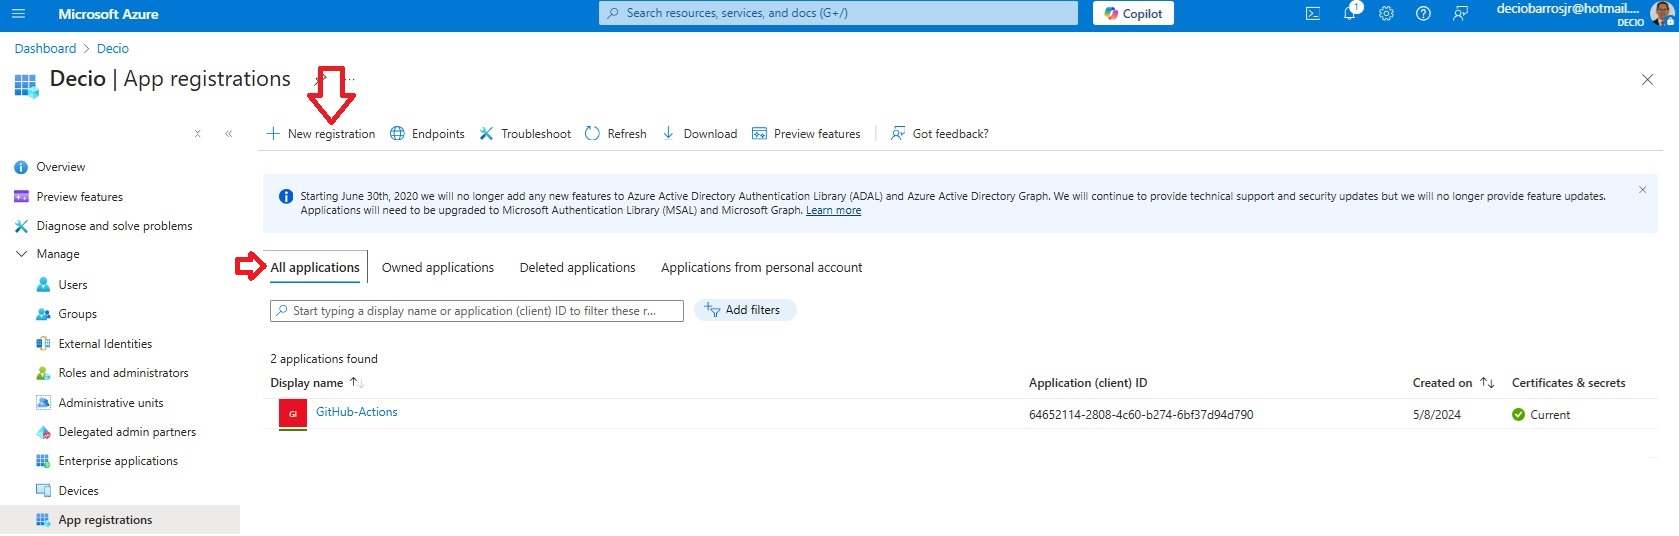 Microsoft Azure
Search resources, services, and docs (G+/)
Copilot
1
deciobarrosjr@hotmail....
DECIO
Dashboard > Decio
Decio | App registrations
...
New registration
Endpoints
Troubleshoot
Refresh
Download
Preview features
Got feedback?
Overview
Preview features
Diagnose and solve problems
Manage
Users
Groups
External Identities
Roles and administrators
Administrative units
Delegated admin partners
Enterprise applications
Devices
App registrations
Starting June 30th, 2020 we will no longer add any new features to Azure Active Directory Authentication Library (ADAL) and Azure Active Directory Graph. We will continue to provide technical support and security updates but we will no longer provide feature updates.
Applications will need to be upgraded to Microsoft Authentication Library (MSAL) and Microsoft Graph. Learn more
All applications
Owned applications
Deleted applications
Applications from personal account
Start typing a display name or application (client) ID to filter these r...
Add filters
2 applications found
Display name
Application (client) ID
Created on
Certificates & secrets
GI
GitHub-Actions
64652114-2808-4c60-b274-6bf37d94d790
5/8/2024
Current